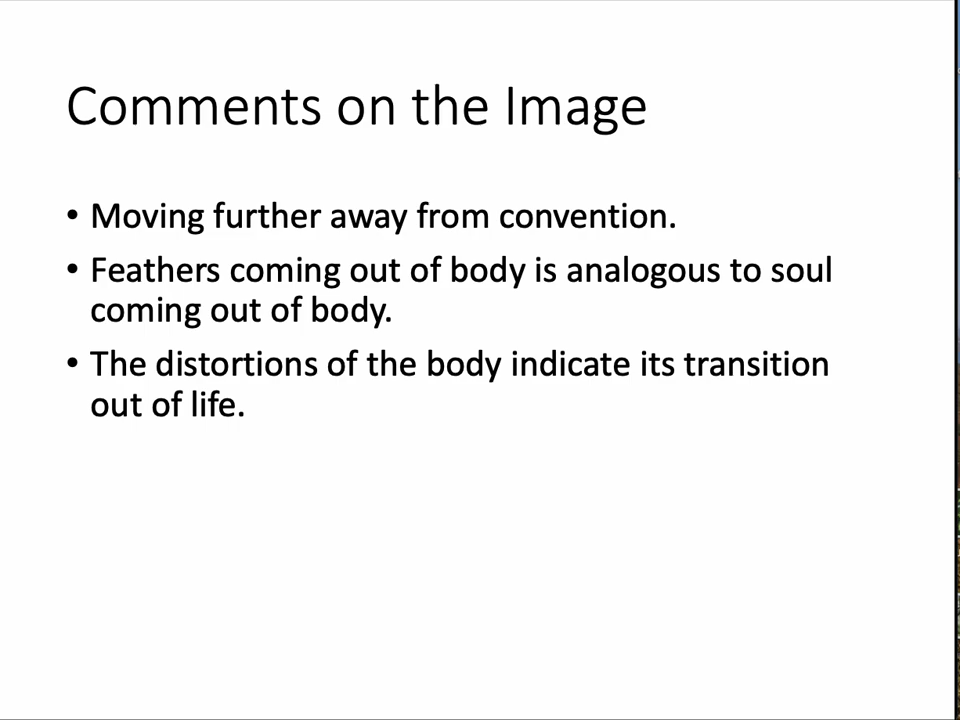 Comments on the Image
• Moving further away from convention.
• Feathers coming out of body is analogous to soul
coming out of body.
• The distortions of the body indicate its transition
out of life.